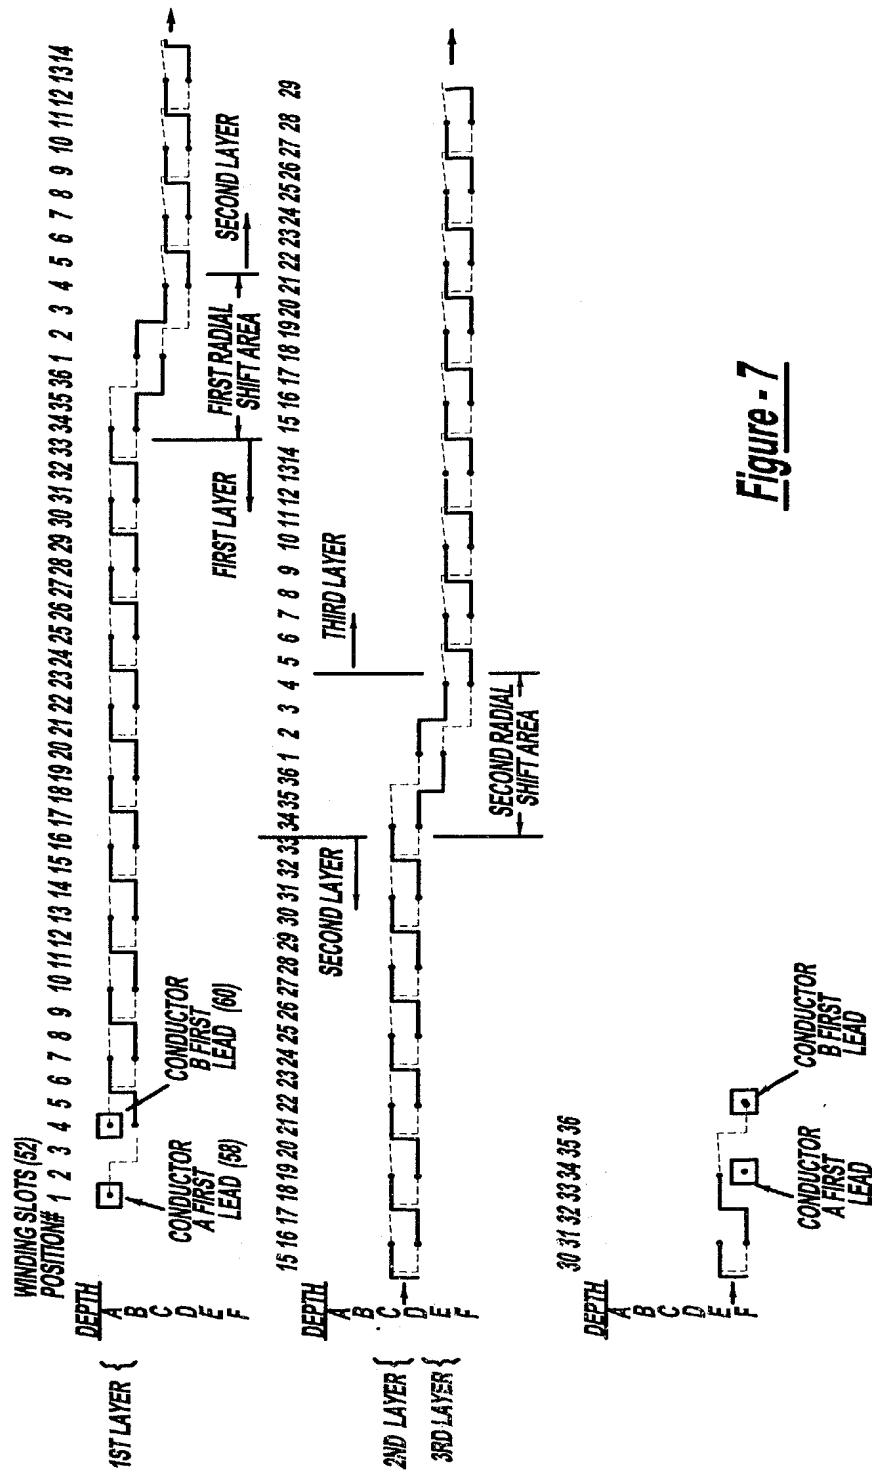 WINDING SLOTS (52)
POSITION# 1 2 3 4 5 6 7 8 9 10 11 12 13 14 15 16 17 18 19 20 21 22 23 24 25 26 27 28 29 30 31 32 33 34 35 36 1 2 3 4 5 6 7 8 9 10 11 12 13 14
DEPTH
1ST LAYER {
A
B
C
D
E
F
CONDUCTOR
A FIRST
LEAD (58)
CONDUCTOR
B FIRST
LEAD (60)
FIRST LAYER
FIRST RADIAL
SHIFT AREA
SECOND LAYER
15 16 17 18 19 20 21 22 23 24 25 26 27 28 29 30 31 32 33 34 35 36 1 2 3 4 5 6 7 8 9 10 11 12 13 14 15 16 17 18 19 20 21 22 23 24 25 26 27 28 29
DEPTH
A
B
2ND LAYER {
C
D
3RD LAYER {
E
F
SECOND LAYER
SECOND RADIAL
SHIFT AREA
THIRD LAYER
30 31 32 33 34 35 36
DEPTH
A
B
C
D
E
F
CONDUCTOR
A FIRST
LEAD
CONDUCTOR
B FIRST
LEAD
Figure - 7